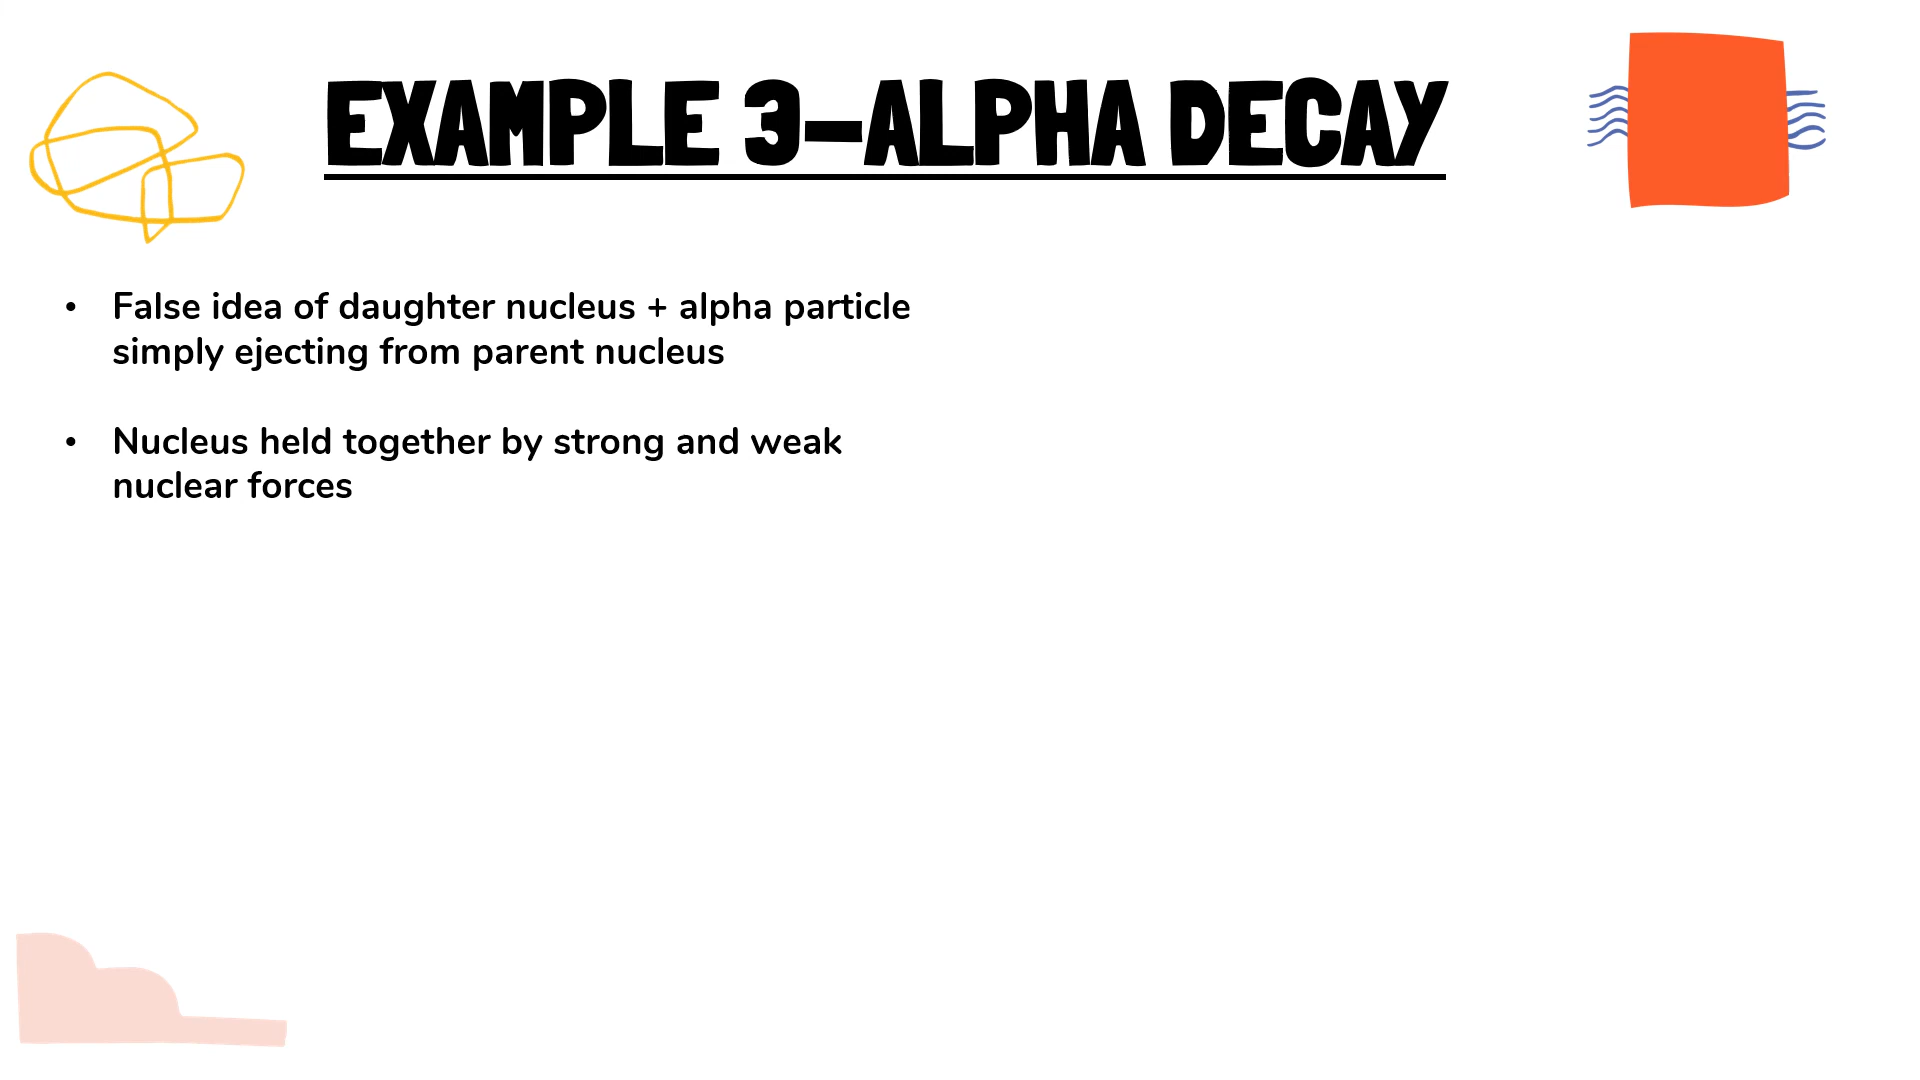 EXAMPLE 3–ALPHA DECAY
• False idea of daughter nucleus + alpha particle
simply ejecting from parent nucleus
• Nucleus held together by strong and weak
nuclear forces